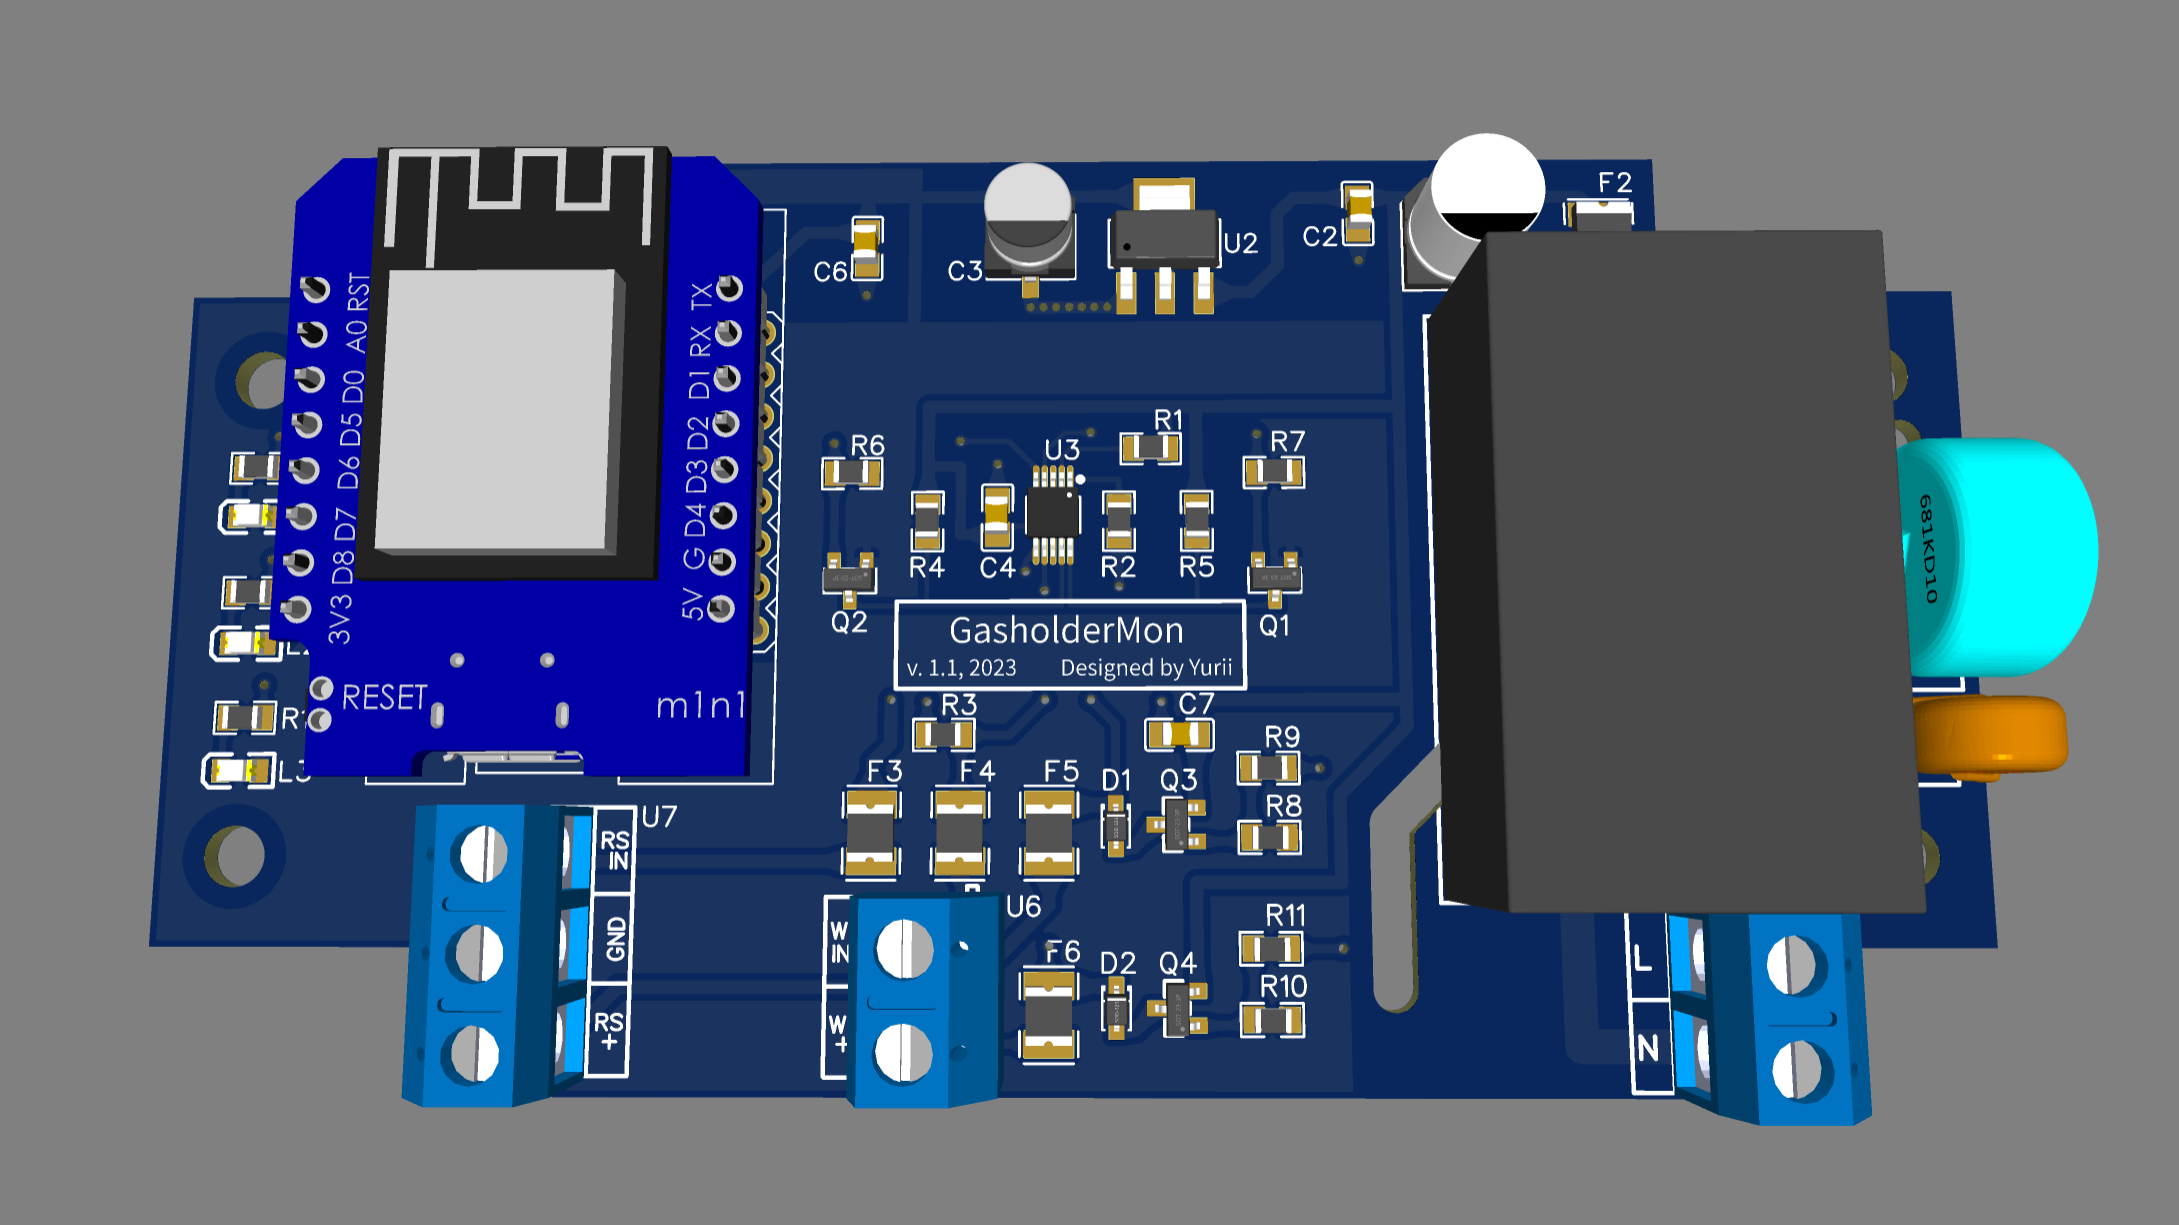 F2
C6
C3
U2
C2
RST
A0
D0
D5
D6
D7
D8
3V3
TX
RX
D1
D2
D3
D4
G
5V
RESET
m1n1
R6
U3
R1
R7
R4
C4
R2
R5
Q2
Q1
GasholderMon
v. 1.1, 2023 Designed by Yurii
681KD10
R3
C7
R9
L3
F3
F4
F5
D1
Q3
R8
U7
RS
IN
GND
RS
+
U6
W
IN
W
+
F6
D2
Q4
R11
R10
L
N